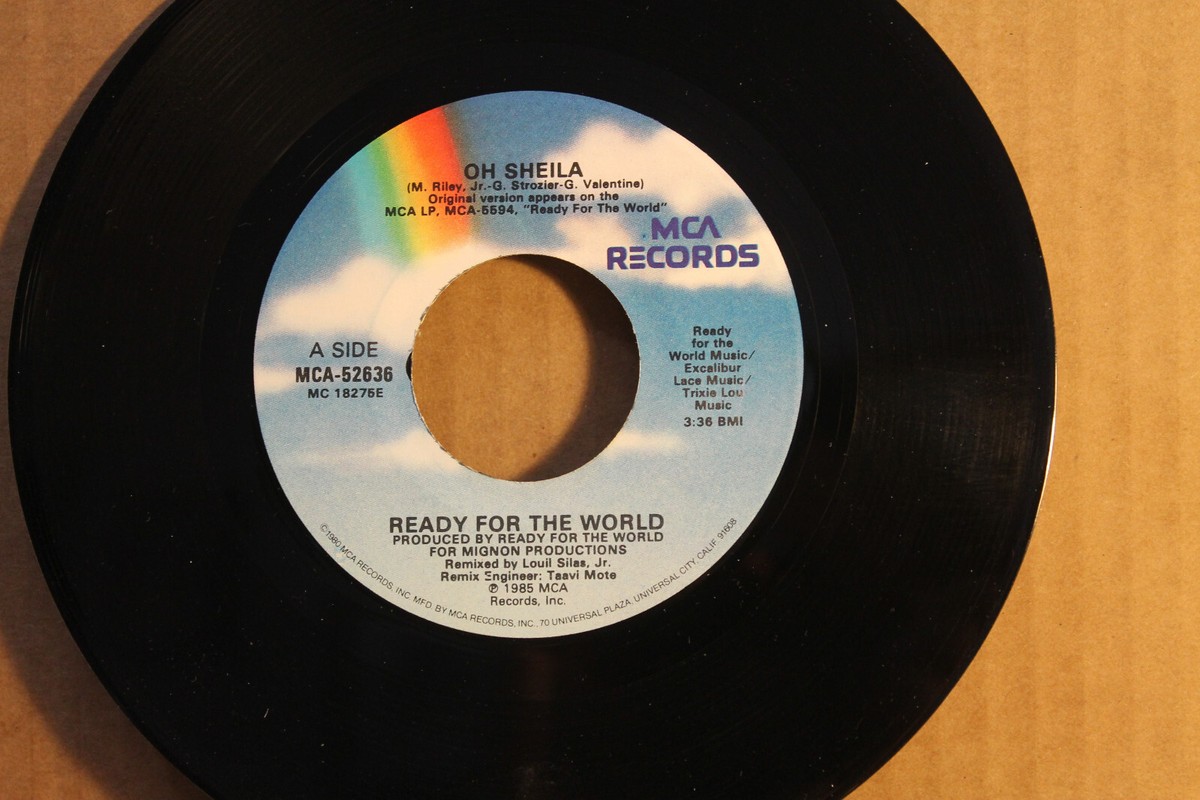 OH SHEILA
(M. Riley, Jr.-G. Strozier-G. Valentine)
Original version appears on the
MCA LP, MCA-5594, "Ready For The World"
MCA
RECORDS
A SIDE
MCA-52636
MC 18275E
Ready
for the
World Music/
Excalibur
Lace Music/
Trixie Lou
Music
3:36 BMI
READY FOR THE WORLD
PRODUCED BY READY FOR THE WORLD
FOR MIGNON PRODUCTIONS
Remixed by Louil Silas, Jr.
Remix Engineer: Taavi Mote
℗ 1985 MCA
Records, Inc.
©1980 MCA RECORDS, INC. MFD. BY MCA RECORDS, INC., 70 UNIVERSAL PLAZA, UNIVERSAL CITY, CALIF. 91608